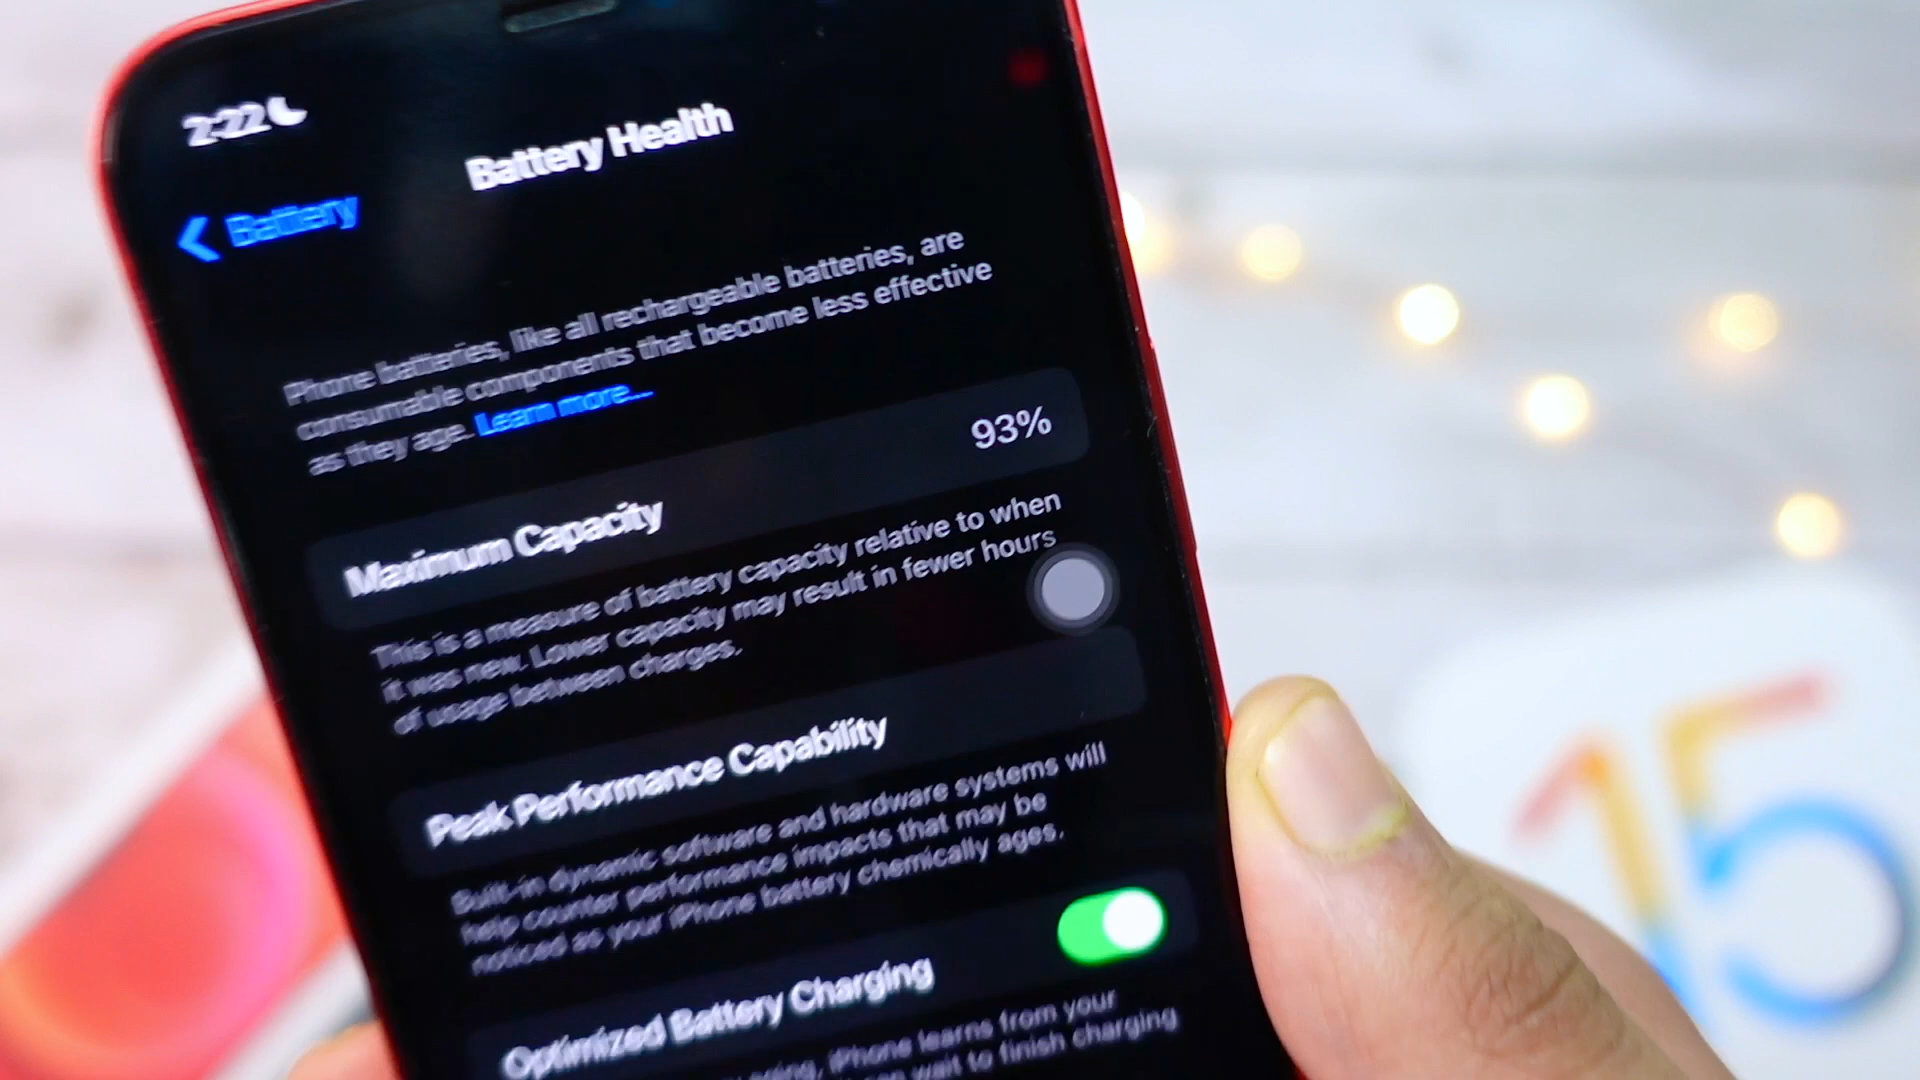 2:22
Battery Health
Battery
Phone batteries, like all rechargeable batteries, are
consumable components that become less effective
as they age. Learn more...
93%
Maximum Capacity
This is a measure of battery capacity relative to when
it was new. Lower capacity may result in fewer hours
of usage between charges.
Peak Performance Capability
Built-in dynamic software and hardware systems will
help counter performance impacts that may be
noticed as your iPhone battery chemically ages.
Optimized Battery Charging
iPhone learns from your
wait to finish charging
15